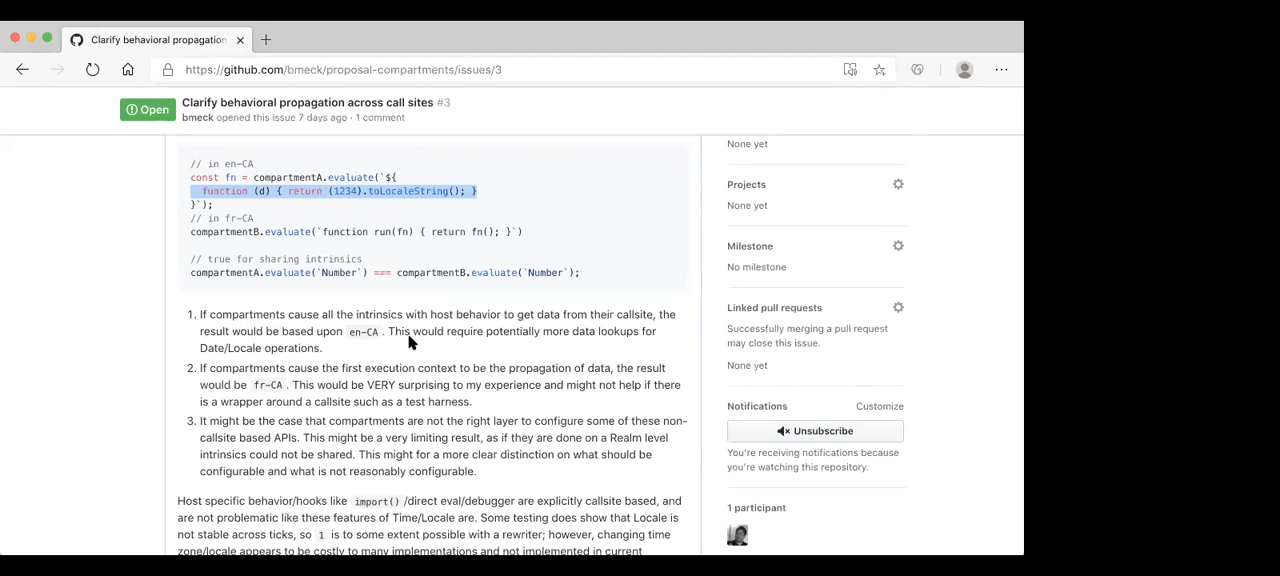 Clarify behavioral propagation
https://github.com/bmeck/proposal-compartments/issues/3
Open
Clarify behavioral propagation across call sites #3
bmeck opened this issue 7 days ago · 1 comment
// in en-CA
const fn = compartmentA.evaluate(`${
function (d) { return (1234).toLocaleString(); }
}`);
// in fr-CA
compartmentB.evaluate(`function run(fn) { return fn(); }`)
// true for sharing intrinsics
compartmentA.evaluate(`Number`) === compartmentB.evaluate(`Number`);
1. If compartments cause all the intrinsics with host behavior to get data from their callsite, the
result would be based upon en-CA . This would require potentially more data lookups for
Date/Locale operations.
2. If compartments cause the first execution context to be the propagation of data, the result
would be fr-CA . This would be VERY surprising to my experience and might not help if there
is a wrapper around a callsite such as a test harness.
3. It might be the case that compartments are not the right layer to configure some of these non-
callsite based APIs. This might be a very limiting result, as if they are done on a Realm level
intrinsics could not be shared. This might for a more clear distinction on what should be
configurable and what is not reasonably configurable.
Host specific behavior/hooks like import() /direct eval/debugger are explicitly callsite based, and
are not problematic like these features of Time/Locale are. Some testing does show that Locale is
not stable across ticks, so 1 is to some extent possible with a rewriter; however, changing time
zone/locale appears to be costly to many implementations and not implemented in current
None yet
Projects
None yet
Milestone
No milestone
Linked pull requests
Successfully merging a pull request
may close this issue.
None yet
Notifications
Customize
Unsubscribe
You're receiving notifications because
you're watching this repository.
1 participant